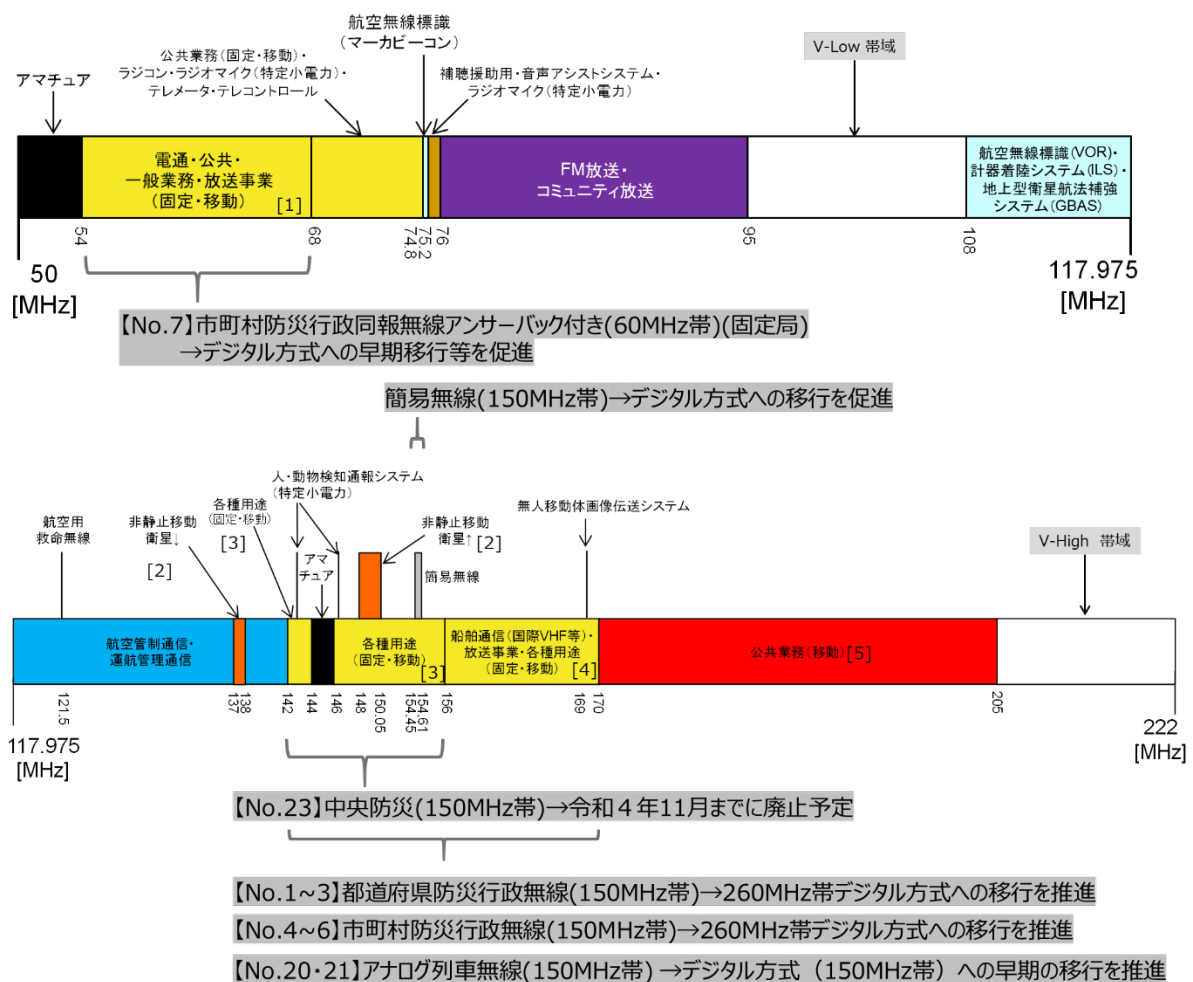 航空無線標識
(マーカビーコン)
公共業務(固定・移動)・
ラジコン・ラジオマイク(特定小電力)・
テレメータ・テレコントロール
V-Low 帯域
アマチュア
補聴援助用・音声アシストシステム・
ラジオマイク(特定小電力)
電通・公共・
一般業務・放送事業
(固定・移動) [1]
FM放送・
コミュニティ放送
航空無線標識(VOR)・
計器着陸システム(ILS)・
地上型衛星航法補強
システム(GBAS)
54
68
74.8
75.2
76
95
108
50
[MHz]
117.975
[MHz]
【No.7】市町村防災行政同報無線アンサーバック付き(60MHz帯)(固定局)
→デジタル方式への早期移行等を促進
簡易無線(150MHz帯)→デジタル方式への移行を促進
人・動物検知通報システム
(特定小電力)
各種用途
(固定・移動)
[3]
無人移動体画像伝送システム
航空用
救命無線
非静止移動
衛星↓
[2]
非静止移動
衛星↑ [2]
V-High 帯域
アマ
チュア
簡易無線
航空管制通信・
運航管理通信
各種用途
(固定・移動) [3]
船舶通信(国際VHF等)・
放送事業・各種用途
(固定・移動) [4]
公共業務(移動)[5]
121.5
137
138
142
144
146
148
150.05
154.45
154.61
156
169
170
205
117.975
[MHz]
222
[MHz]
【No.23】中央防災(150MHz帯)→令和４年11月までに廃止予定
【No.1~3】都道府県防災行政無線(150MHz帯)→260MHz帯デジタル方式への移行を推進
【No.4~6】市町村防災行政無線(150MHz帯)→260MHz帯デジタル方式への移行を推進
【No.20・21】アナログ列車無線(150MHz帯) →デジタル方式（150MHz帯）への早期の移行を推進